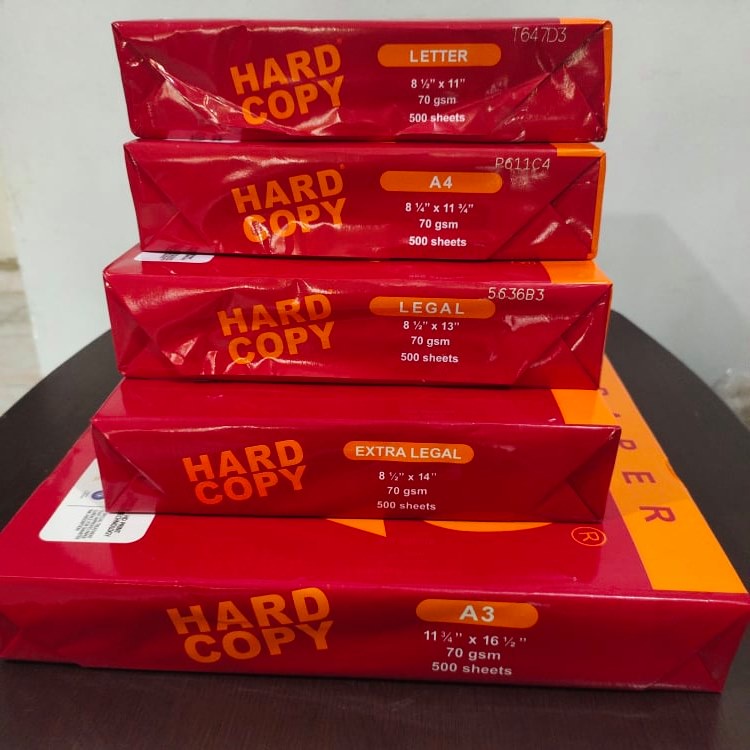 T647D3
HARD
COPY
LETTER
8 ½" x 11"
70 gsm
500 sheets
P611C4
HARD
COPY
A4
8 ¼" x 11 ¾"
70 gsm
500 sheets
5636B3
HARD
COPY
LEGAL
8 ½" x 13"
70 gsm
500 sheets
HARD
COPY
EXTRA LEGAL
8 ½" x 14"
70 gsm
500 sheets
®
HARD
COPY
A3
11 ¾" x 16 ½"
70 gsm
500 sheets